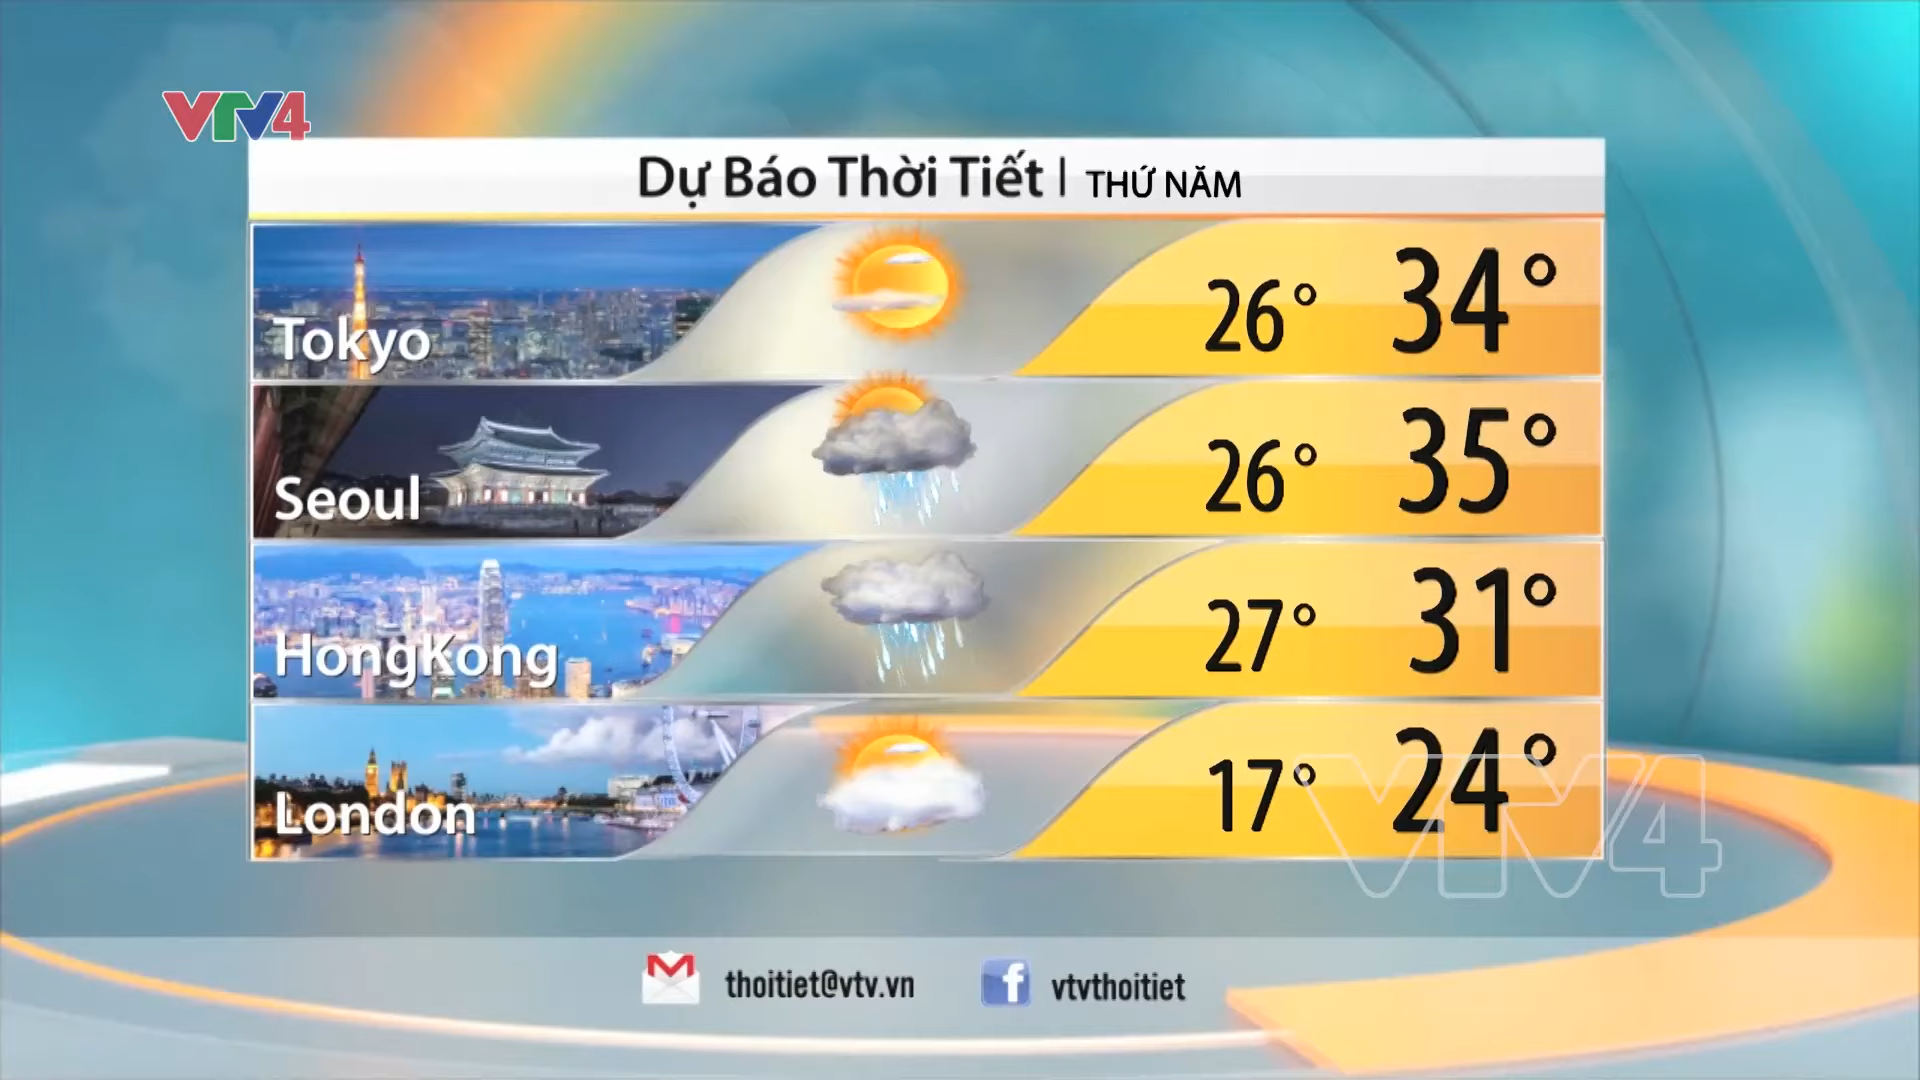 VTV4
Dự Báo Thời Tiết | THỨ NĂM
Tokyo 26° 34°
Seoul 26° 35°
HongKong 27° 31°
London 17° 24°
VTV4
thoitiet@vtv.vn f vtvthoitiet